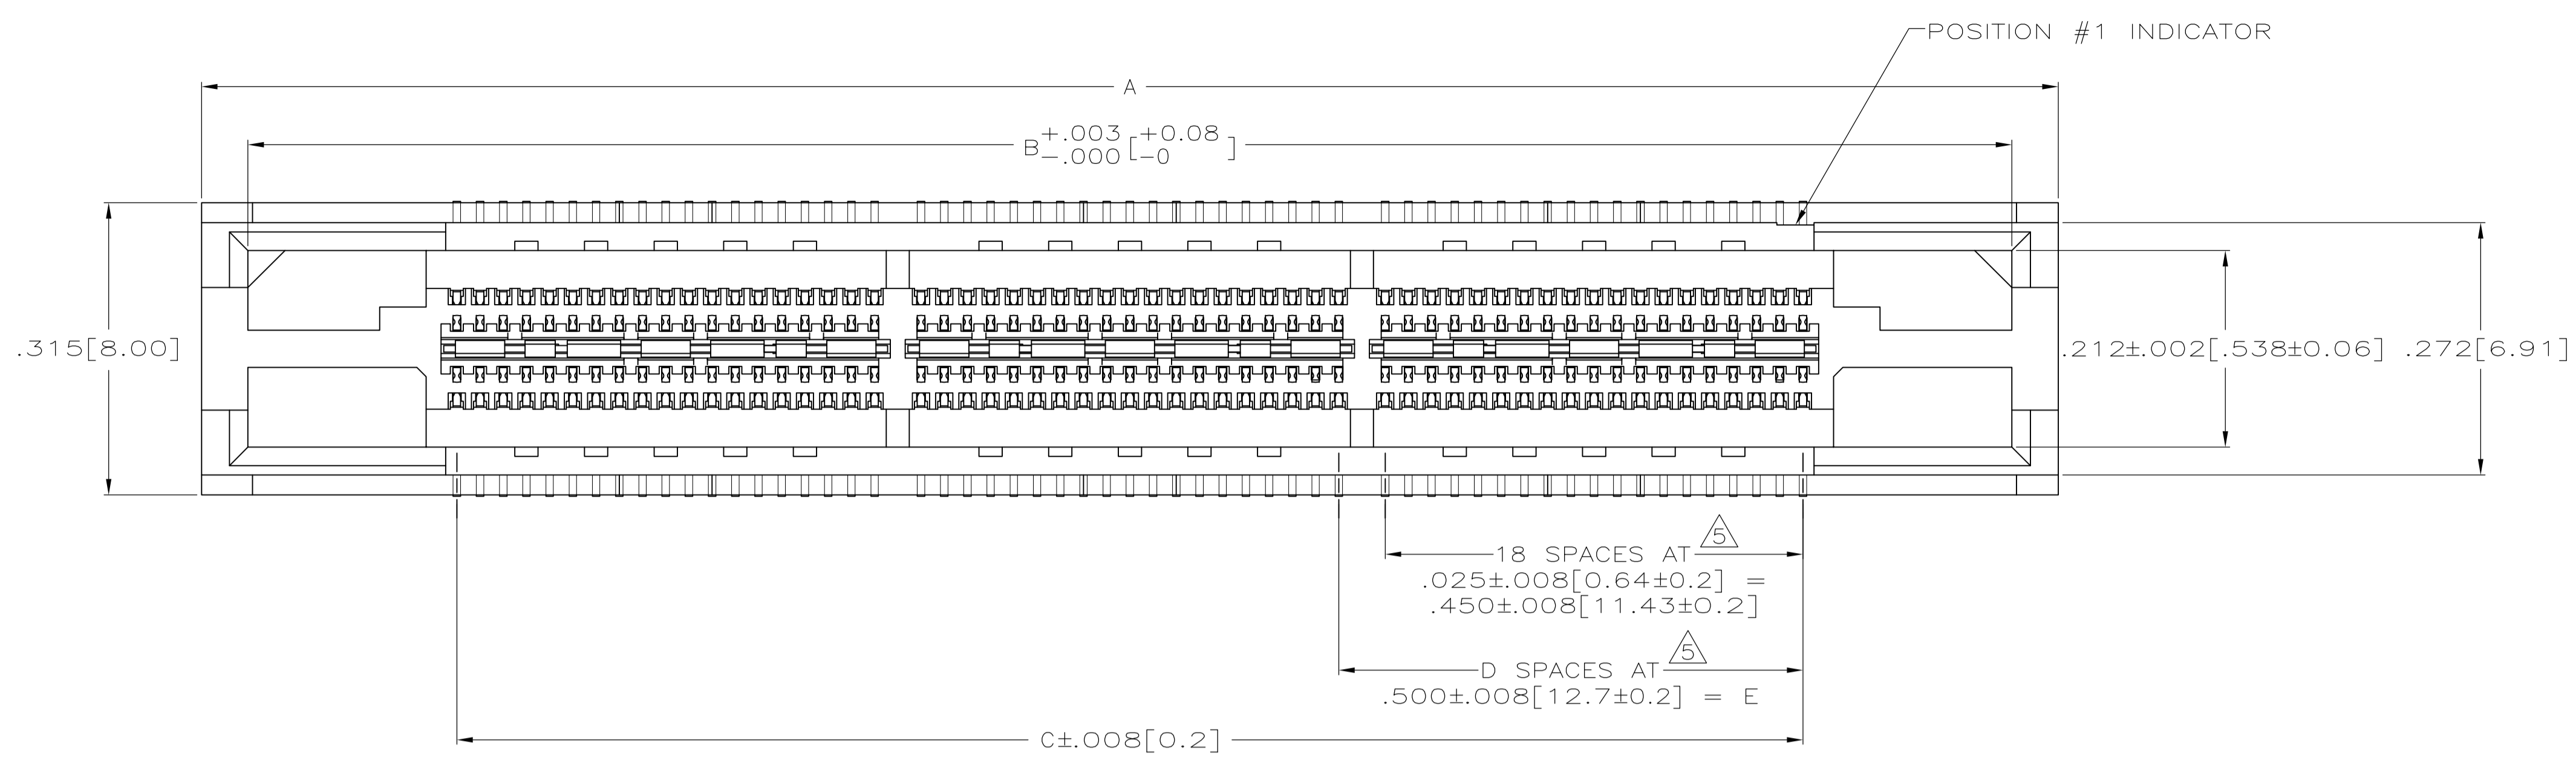 POSITION #1 INDICATOR
A
B +.003 [+0.08
-.000 -0 ]
.315[8.00]
.212±.002[.538±0.06]
.272[6.91]
18 SPACES AT 5
.025±.008[0.64±0.2] =
.450±.008[11.43±0.2]
D SPACES AT 5
.500±.008[12.7±0.2] = E
C±.008[0.2]